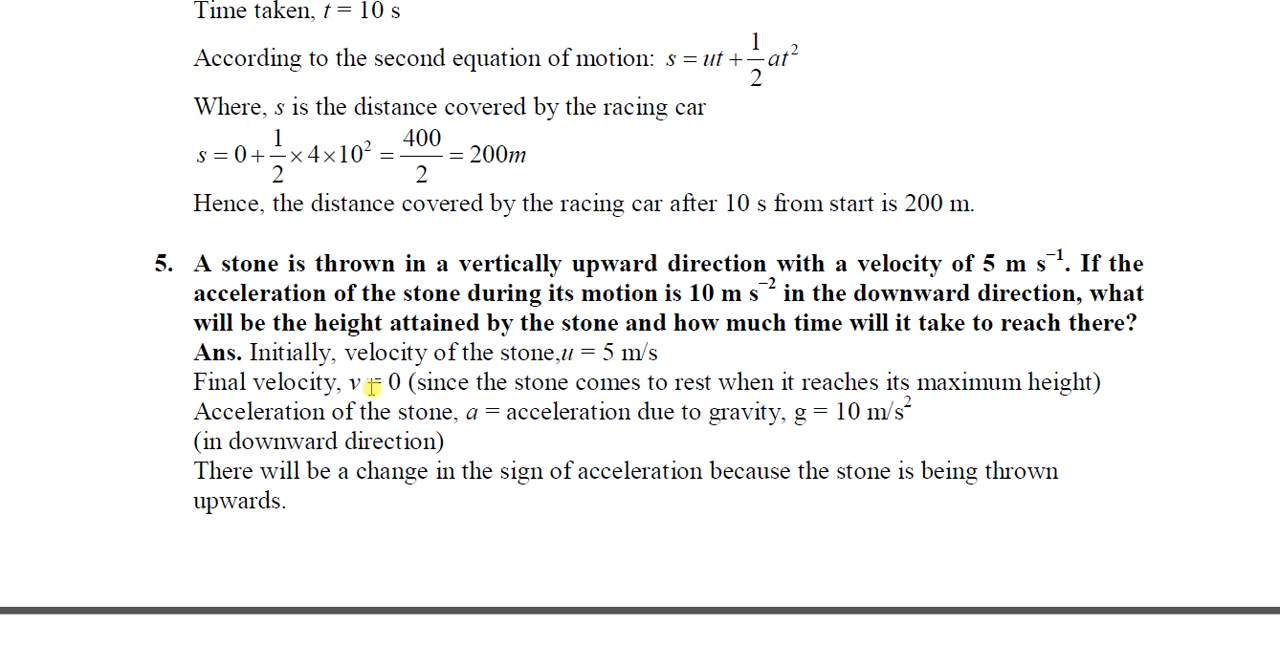 Time taken, t = 10 s
According to the second equation of motion: s = ut + 1/2 at²
Where, s is the distance covered by the racing car
s = 0 + 1/2 × 4 × 10² = 400/2 = 200m
Hence, the distance covered by the racing car after 10 s from start is 200 m.
5. A stone is thrown in a vertically upward direction with a velocity of 5 m s⁻¹. If the
acceleration of the stone during its motion is 10 m s⁻² in the downward direction, what
will be the height attained by the stone and how much time will it take to reach there?
Ans. Initially, velocity of the stone,u = 5 m/s
Final velocity, v = 0 (since the stone comes to rest when it reaches its maximum height)
Acceleration of the stone, a = acceleration due to gravity, g = 10 m/s²
(in downward direction)
There will be a change in the sign of acceleration because the stone is being thrown
upwards.